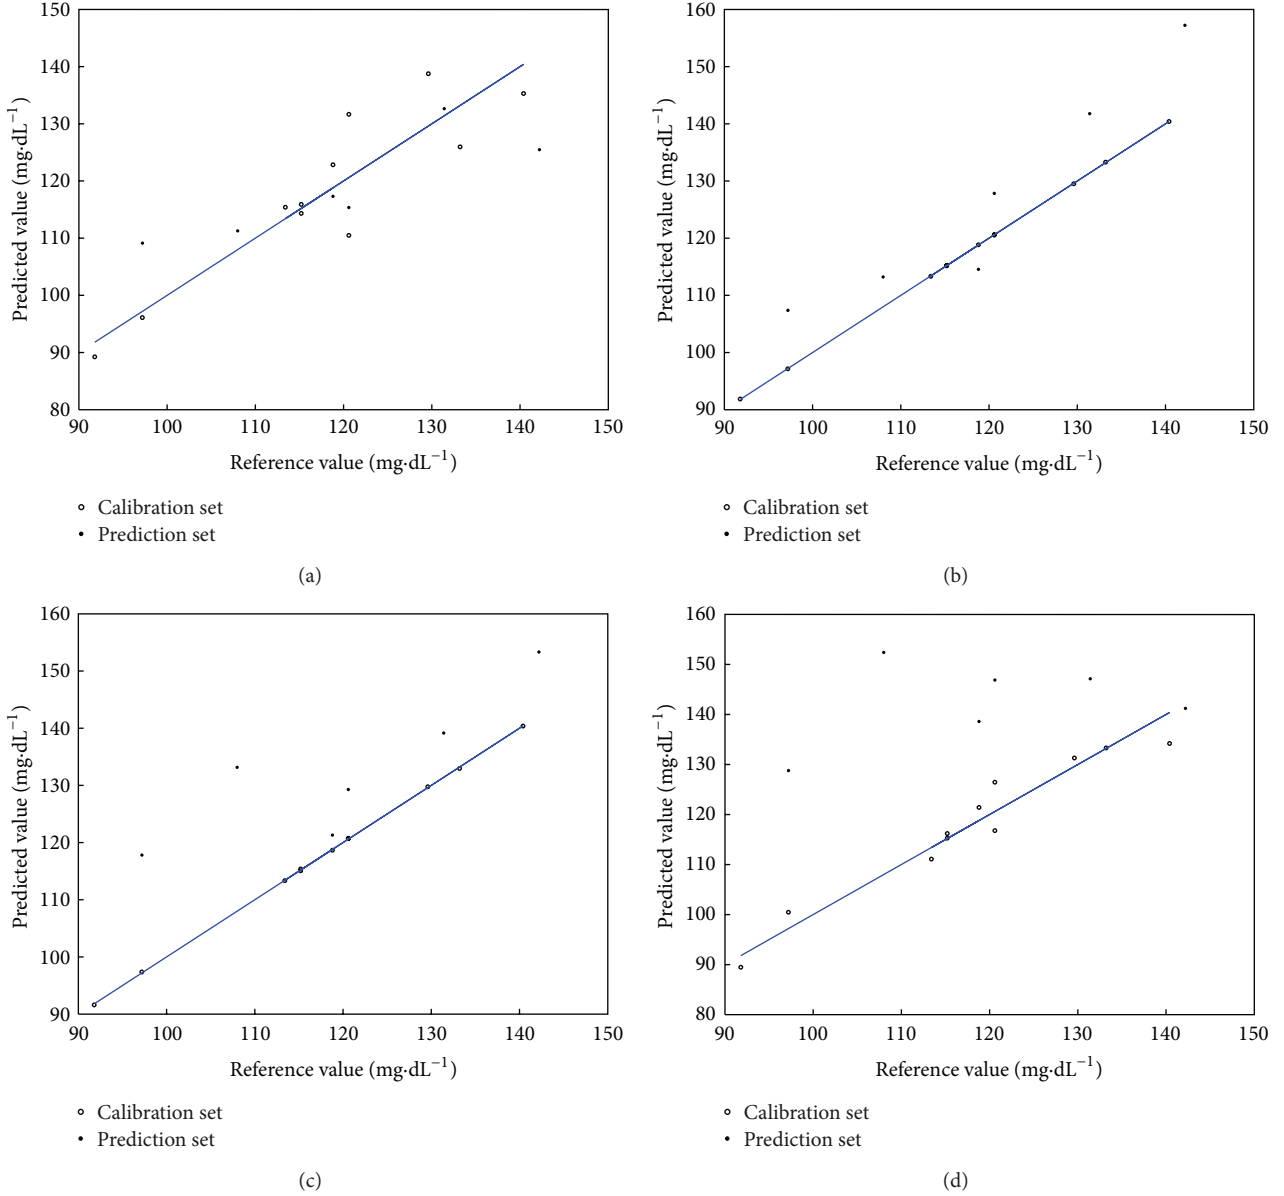 150
140
130
120
110
100
90
80
Predicted value (mg·dL⁻¹)
90 100 110 120 130 140 150
Reference value (mg·dL⁻¹)
Calibration set
Prediction set
(a)
160
150
140
130
120
110
100
90
Predicted value (mg·dL⁻¹)
90 100 110 120 130 140 150
Reference value (mg·dL⁻¹)
Calibration set
Prediction set
(b)
160
150
140
130
120
110
100
90
Predicted value (mg·dL⁻¹)
90 100 110 120 130 140 150
Reference value (mg·dL⁻¹)
Calibration set
Prediction set
(c)
160
150
140
130
120
110
100
90
80
Predicted value (mg·dL⁻¹)
90 100 110 120 130 140 150
Reference value (mg·dL⁻¹)
Calibration set
Prediction set
(d)